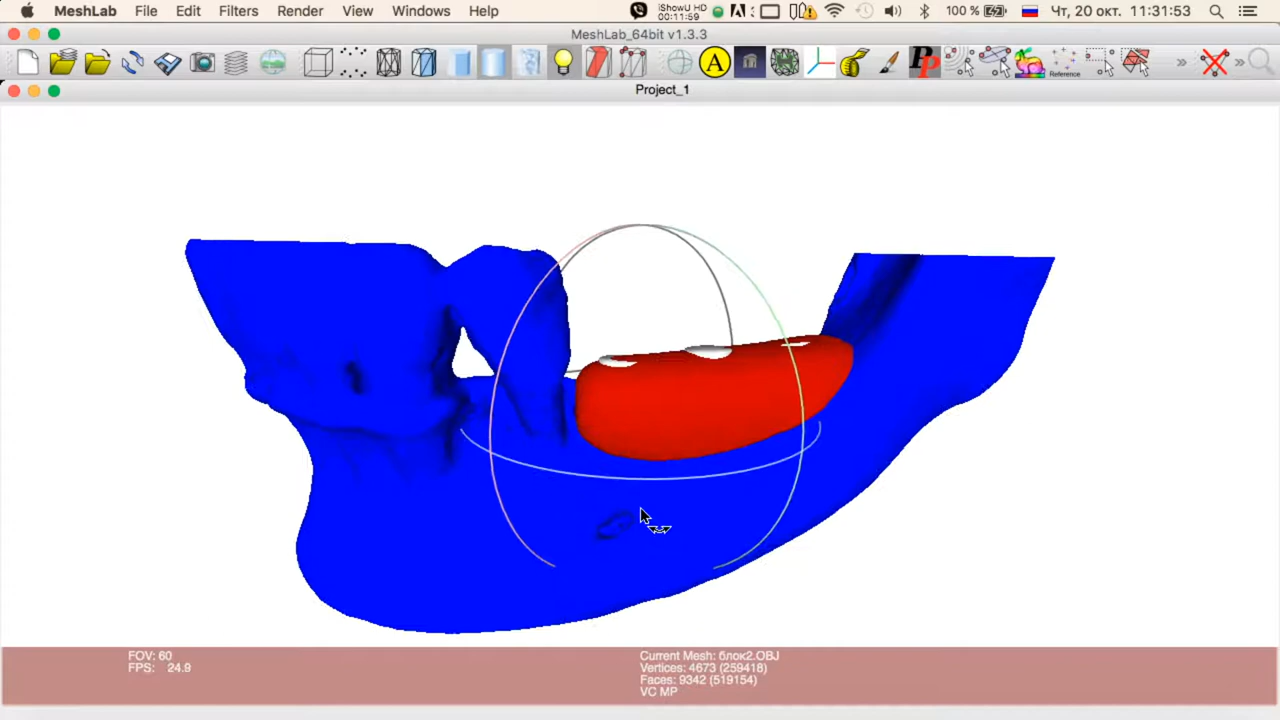 MeshLab File Edit Filters Render View Windows Help iShowU HD 00:11:59 100 % Чт, 20 окт. 11:31:53
MeshLab_64bit v1.3.3
A Pp Reference » »
Project_1
FOV: 60
FPS: 24.9
Current Mesh: блок2.OBJ
Vertices: 4673 (259418)
Faces: 9342 (519154)
VC MP